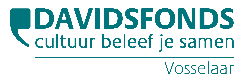 DAVIDSFONDS
cultuur beleef je samen
Vosselaar